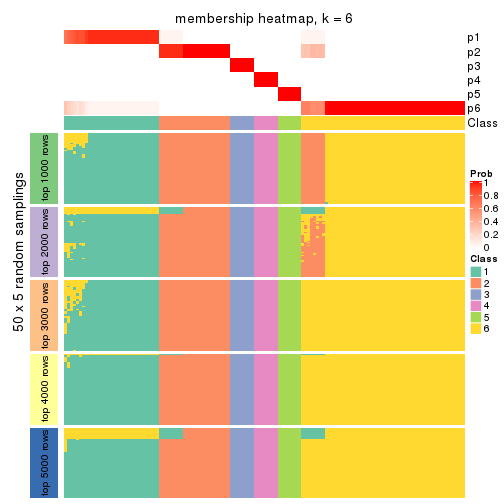 membership heatmap, k = 6
p1
p2
p3
p4
p5
p6
Class
50 x 5 random samplings
top 1000 rows
top 2000 rows
top 3000 rows
top 4000 rows
top 5000 rows
Prob
1
0.8
0.6
0.4
0.2
0
Class
1
2
3
4
5
6